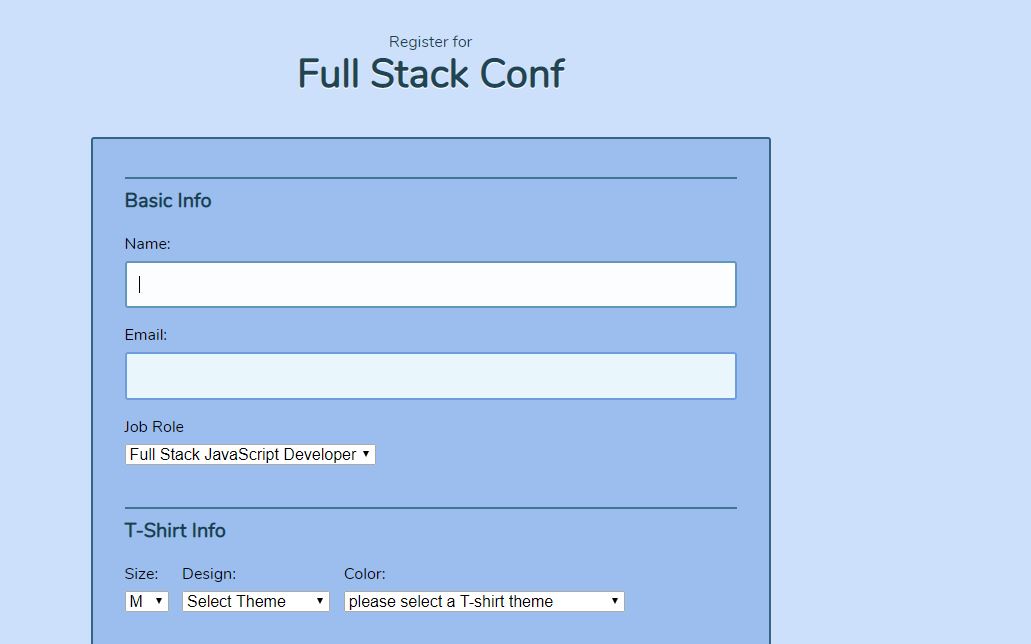 Register for
Full Stack Conf
Basic Info
Name:
Email:
Job Role
Full Stack JavaScript Developer
T-Shirt Info
Size: Design: Color:
M Select Theme please select a T-shirt theme